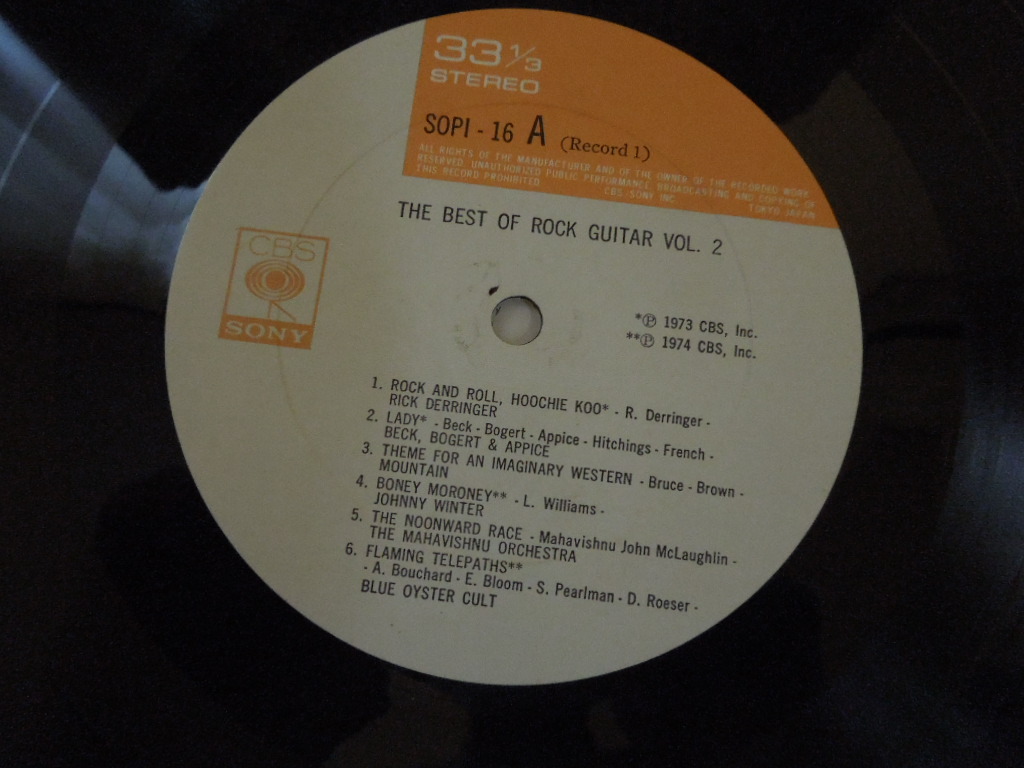 33 1/3
STEREO
SOPI - 16 A (Record 1)
ALL RIGHTS OF THE MANUFACTURER AND OF THE OWNER OF THE RECORDED WORK
RESERVED UNAUTHORIZED PUBLIC PERFORMANCE, BROADCASTING AND COPYING OF
THIS RECORD PROHIBITED CBS/SONY INC. TOKYO JAPAN
THE BEST OF ROCK GUITAR VOL. 2
CBS
SONY
*Ⓟ 1973 CBS, Inc.
**Ⓟ 1974 CBS, Inc.
1. ROCK AND ROLL, HOOCHIE KOO* - R. Derringer -
RICK DERRINGER
2. LADY* - Beck - Bogert - Appice - Hitchings - French -
BECK, BOGERT & APPICE
3. THEME FOR AN IMAGINARY WESTERN - Bruce - Brown -
MOUNTAIN
4. BONEY MORONEY** - L. Williams -
JOHNNY WINTER
5. THE NOONWARD RACE - Mahavishnu John McLaughlin -
THE MAHAVISHNU ORCHESTRA
6. FLAMING TELEPATHS**
- A. Bouchard - E. Bloom - S. Pearlman - D. Roeser -
BLUE OYSTER CULT